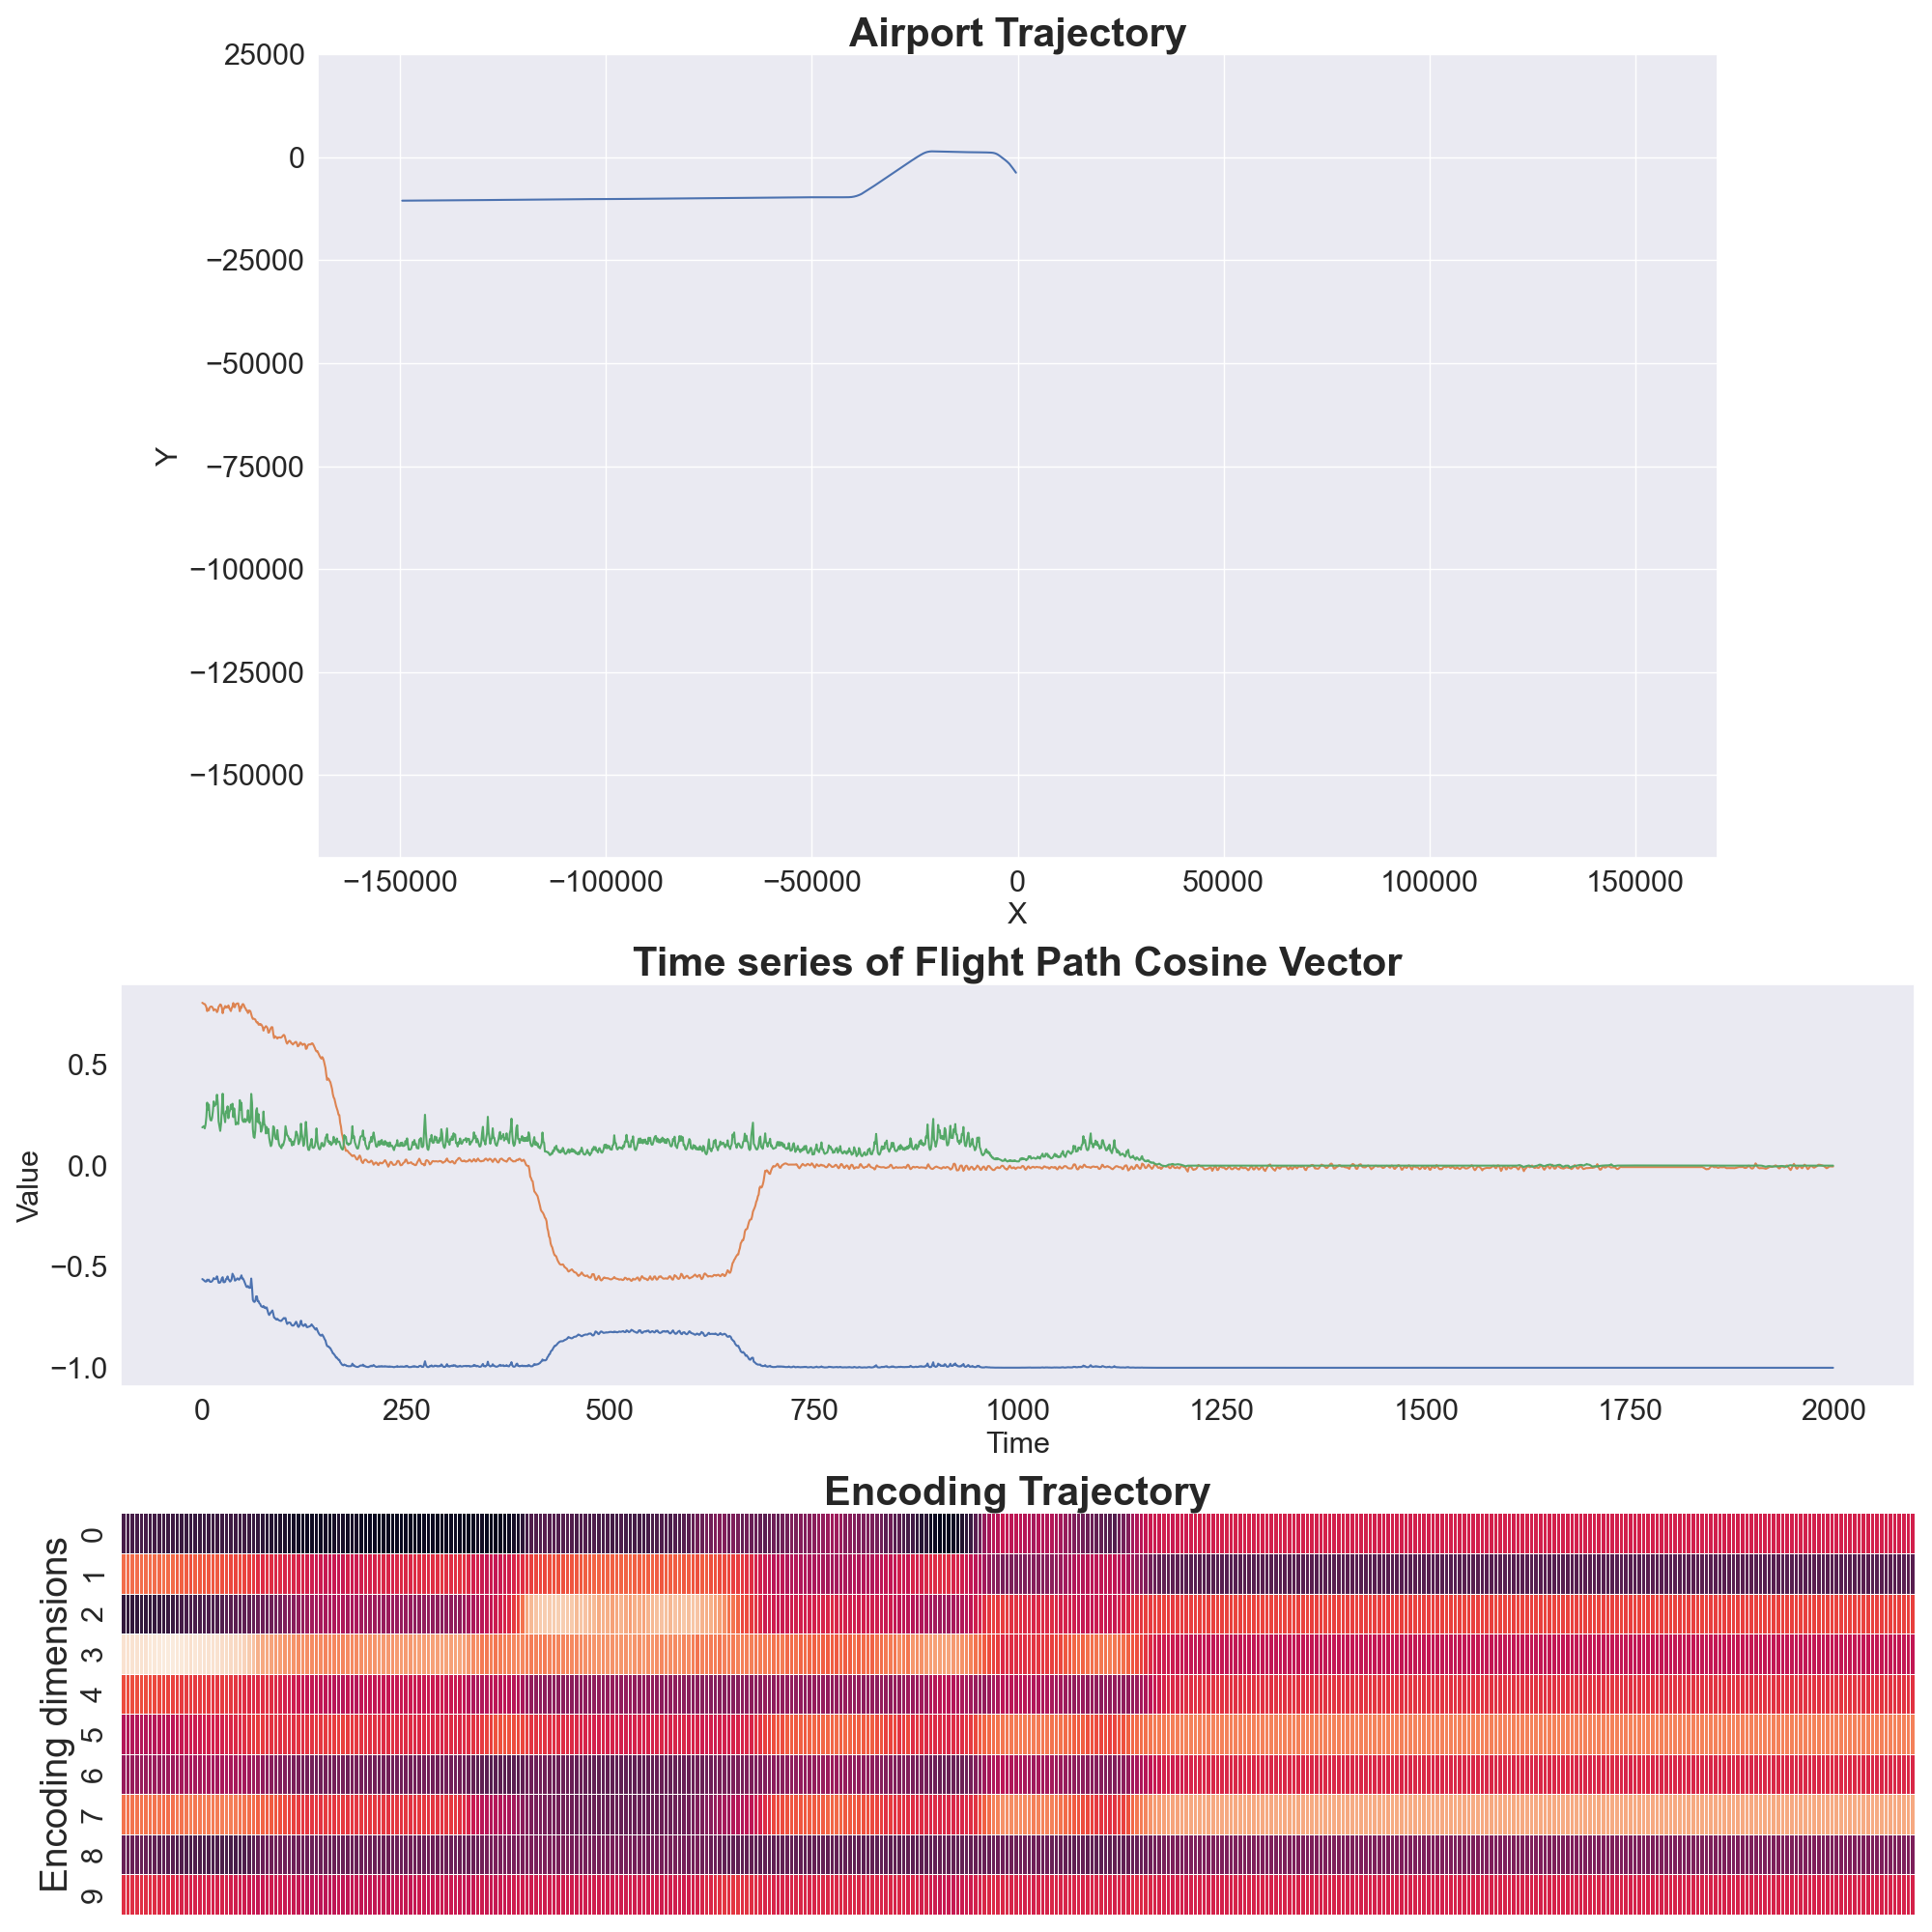 Airport Trajectory
25000
0
−25000
−50000
−75000
−100000
−125000
−150000
Y
−150000 −100000 −50000 0 50000 100000 150000
X
Time series of Flight Path Cosine Vector
0.5
0.0
−0.5
−1.0
Value
0 250 500 750 1000 1250 1500 1750 2000
Time
Encoding Trajectory
Encoding dimensions
0
1
2
3
4
5
6
7
8
9